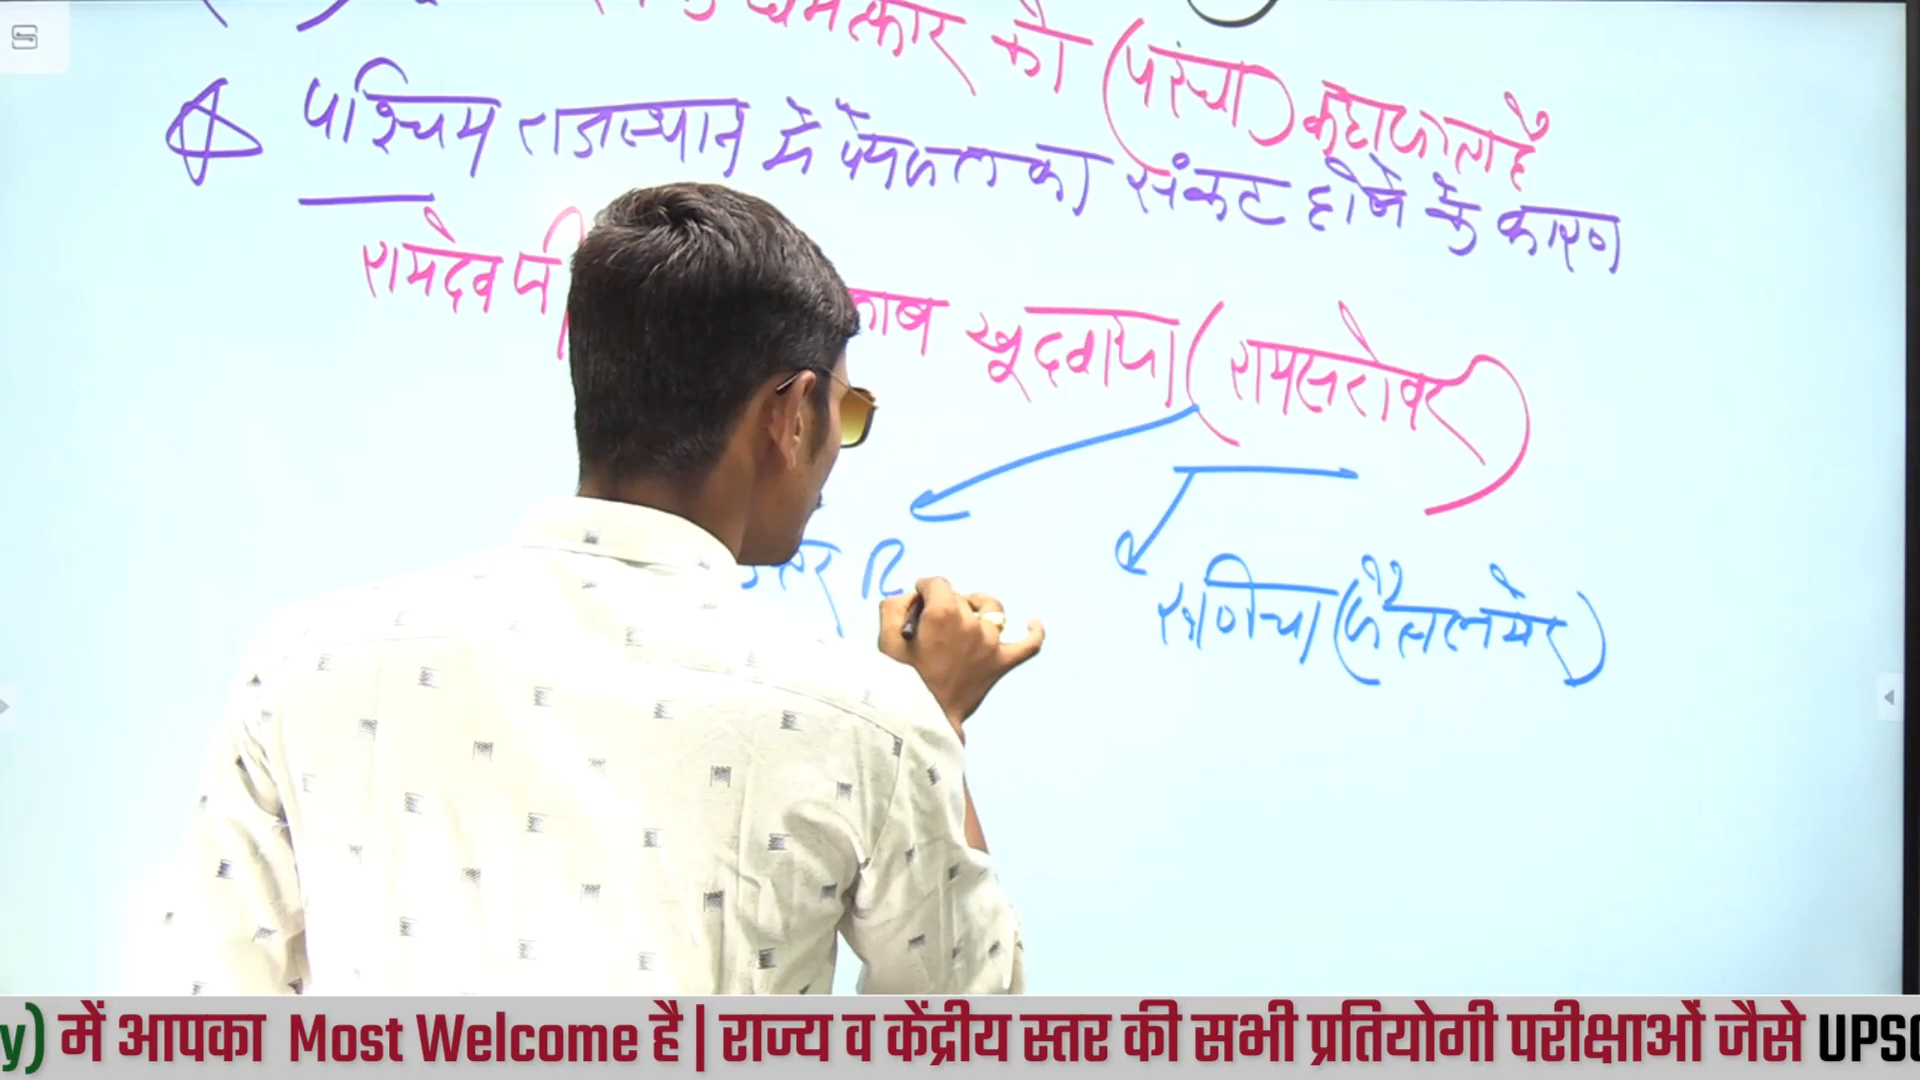 चमत्कार को (पर्चा) कहा जाता है
पश्चिम राजस्थान में पेयजल का संकट होने के कारण
रामदेव जी खूदवाया (रामसरोवर)
रूणिचा (जैसलमेर)
y) में आपका Most Welcome है | राज्य व केंद्रीय स्तर की सभी प्रतियोगी परीक्षाओं जैसे UPSC